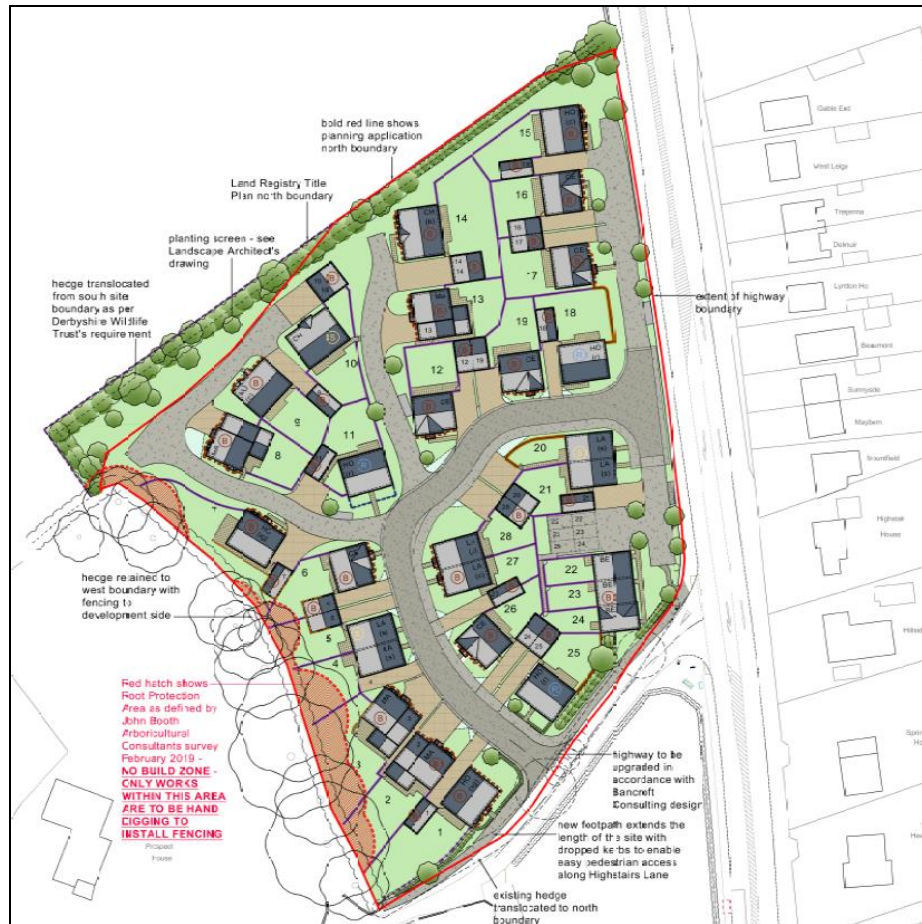 bold red line shows
planning application
north boundary
Land Registry Title
Plan north boundary
planting screen - see
Landscape Architect's
drawing
hedge translocated
from south site
boundary as per
Derbyshire Wildlife
Trust's requirement
extent of highway
boundary
hedge retained to
west boundary with
fencing to
development side
Red hatch shows
Root Protection
Area as defined by
John Booth
Arboricultural
Consultants survey
February 2019 -
NO BUILD ZONE -
ONLY WORKS
WITHIN THIS AREA
ARE TO BE HAND
DIGGING TO
INSTALL FENCING
highway to be
upgraded in
accordance with
Bancroft
Consulting design
new footpath extends the
length of the site with
dropped kerbs to enable
easy pedestrian access
along Highstairs Lane
existing hedge
translocated to north
boundary
Prospect
House
Gable End
West Leigh
Treyenna
Delmuir
Lyndon Ho
Beaumont
Sunnyside
Maybern
Broomfield
Highoak
House
15
16
14
17
13
18
19
12
10
9
11
8
20
21
28
27
26
22
23
24
25
7
6
5
4
3
2
1